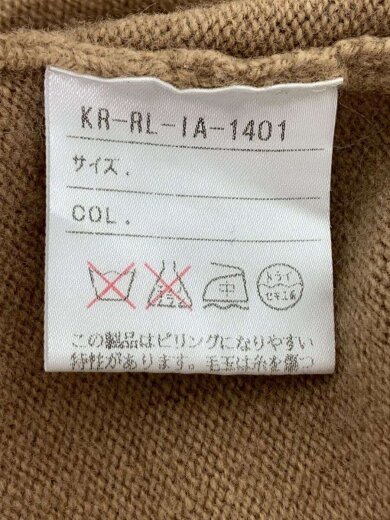 KR-RL-IA-1401
サイズ.
COL.
中
ドライ
セキユ系
この製品はピリングになりやすい
特性があります。毛玉は糸を傷つ